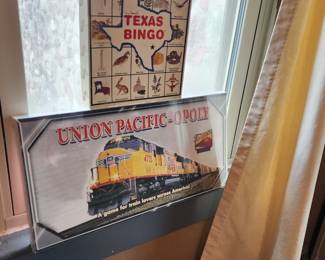 TEXAS
BINGO
UNION PACIFIC-OPOLY
A game for train lovers across America!